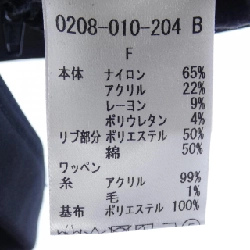 0208-010-204 B
F
本体 ナイロン 65%
アクリル 22%
レーヨン 9%
ポリウレタン 4%
リブ部分 ポリエステル 50%
綿 50%
ワッペン
糸 アクリル 99%
毛 1%
基布 ポリエステル 100%